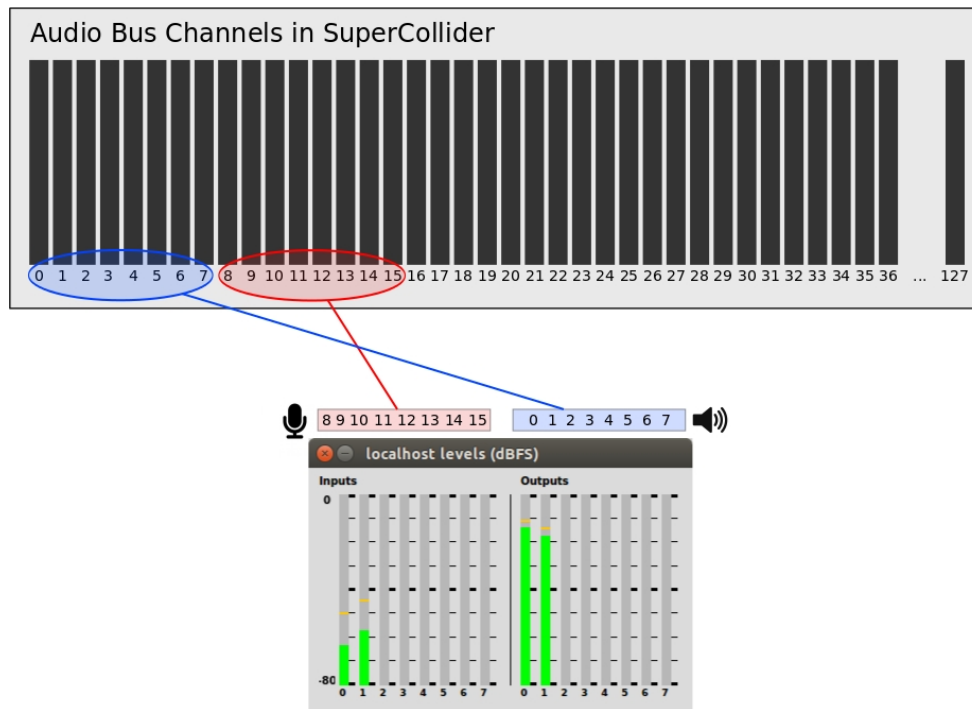 Audio Bus Channels in SuperCollider
0 1 2 3 4 5 6 7 8 9 10 11 12 13 14 15 16 17 18 19 20 21 22 23 24 25 26 27 28 29 30 31 32 33 34 35 36 ... 127
8 9 10 11 12 13 14 15 0 1 2 3 4 5 6 7
localhost levels (dBFS)
Inputs Outputs
0
-80
0 1 2 3 4 5 6 7 0 1 2 3 4 5 6 7